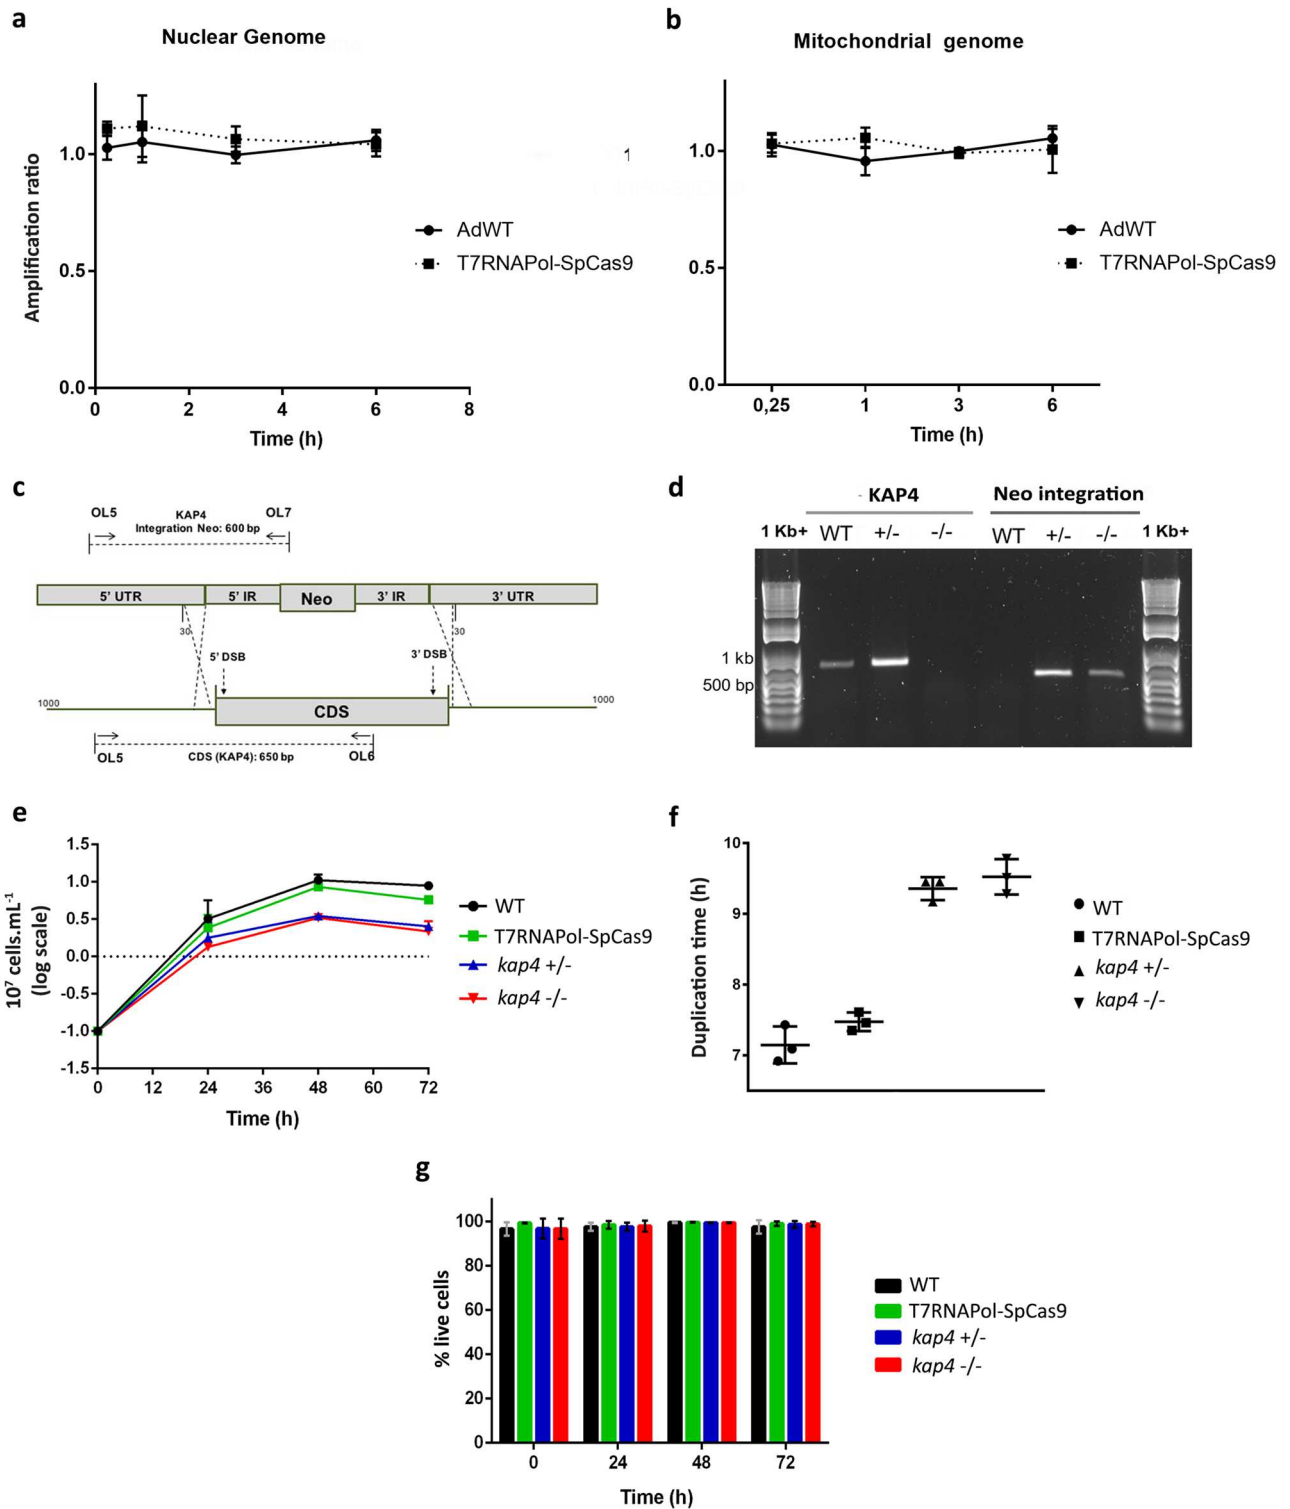 a
Nuclear Genome
Amplification ratio
1.0
0.5
0.0
0 2 4 6 8
Time (h)
AdWT
T7RNAPol-SpCas9
1
b
Mitochondrial genome
1.0
0.5
0.0
0,25 1 3 6
Time (h)
AdWT
T7RNAPol-SpCas9
c
OL5 KAP4 OL7
Integration Neo: 600 bp
5' UTR 5' IR Neo 3' IR 3' UTR
30 30
5' DSB 3' DSB
1000 1000
CDS
OL5 CDS (KAP4): 650 bp OL6
d
KAP4 Neo integration
1 Kb+ WT +/- -/- WT +/- -/- 1 Kb+
1 kb
500 bp
e
10⁷ cells.mL⁻¹
(log scale)
1.5
1.0
0.5
0.0
-0.5
-1.0
-1.5
0 12 24 36 48 60 72
Time (h)
WT
T7RNAPol-SpCas9
kap4 +/-
kap4 -/-
f
Duplication time (h)
10
9
8
7
WT
T7RNAPol-SpCas9
kap4 +/-
kap4 -/-
g
% live cells
100
80
60
40
20
0
0 24 48 72
Time (h)
WT
T7RNAPol-SpCas9
kap4 +/-
kap4 -/-